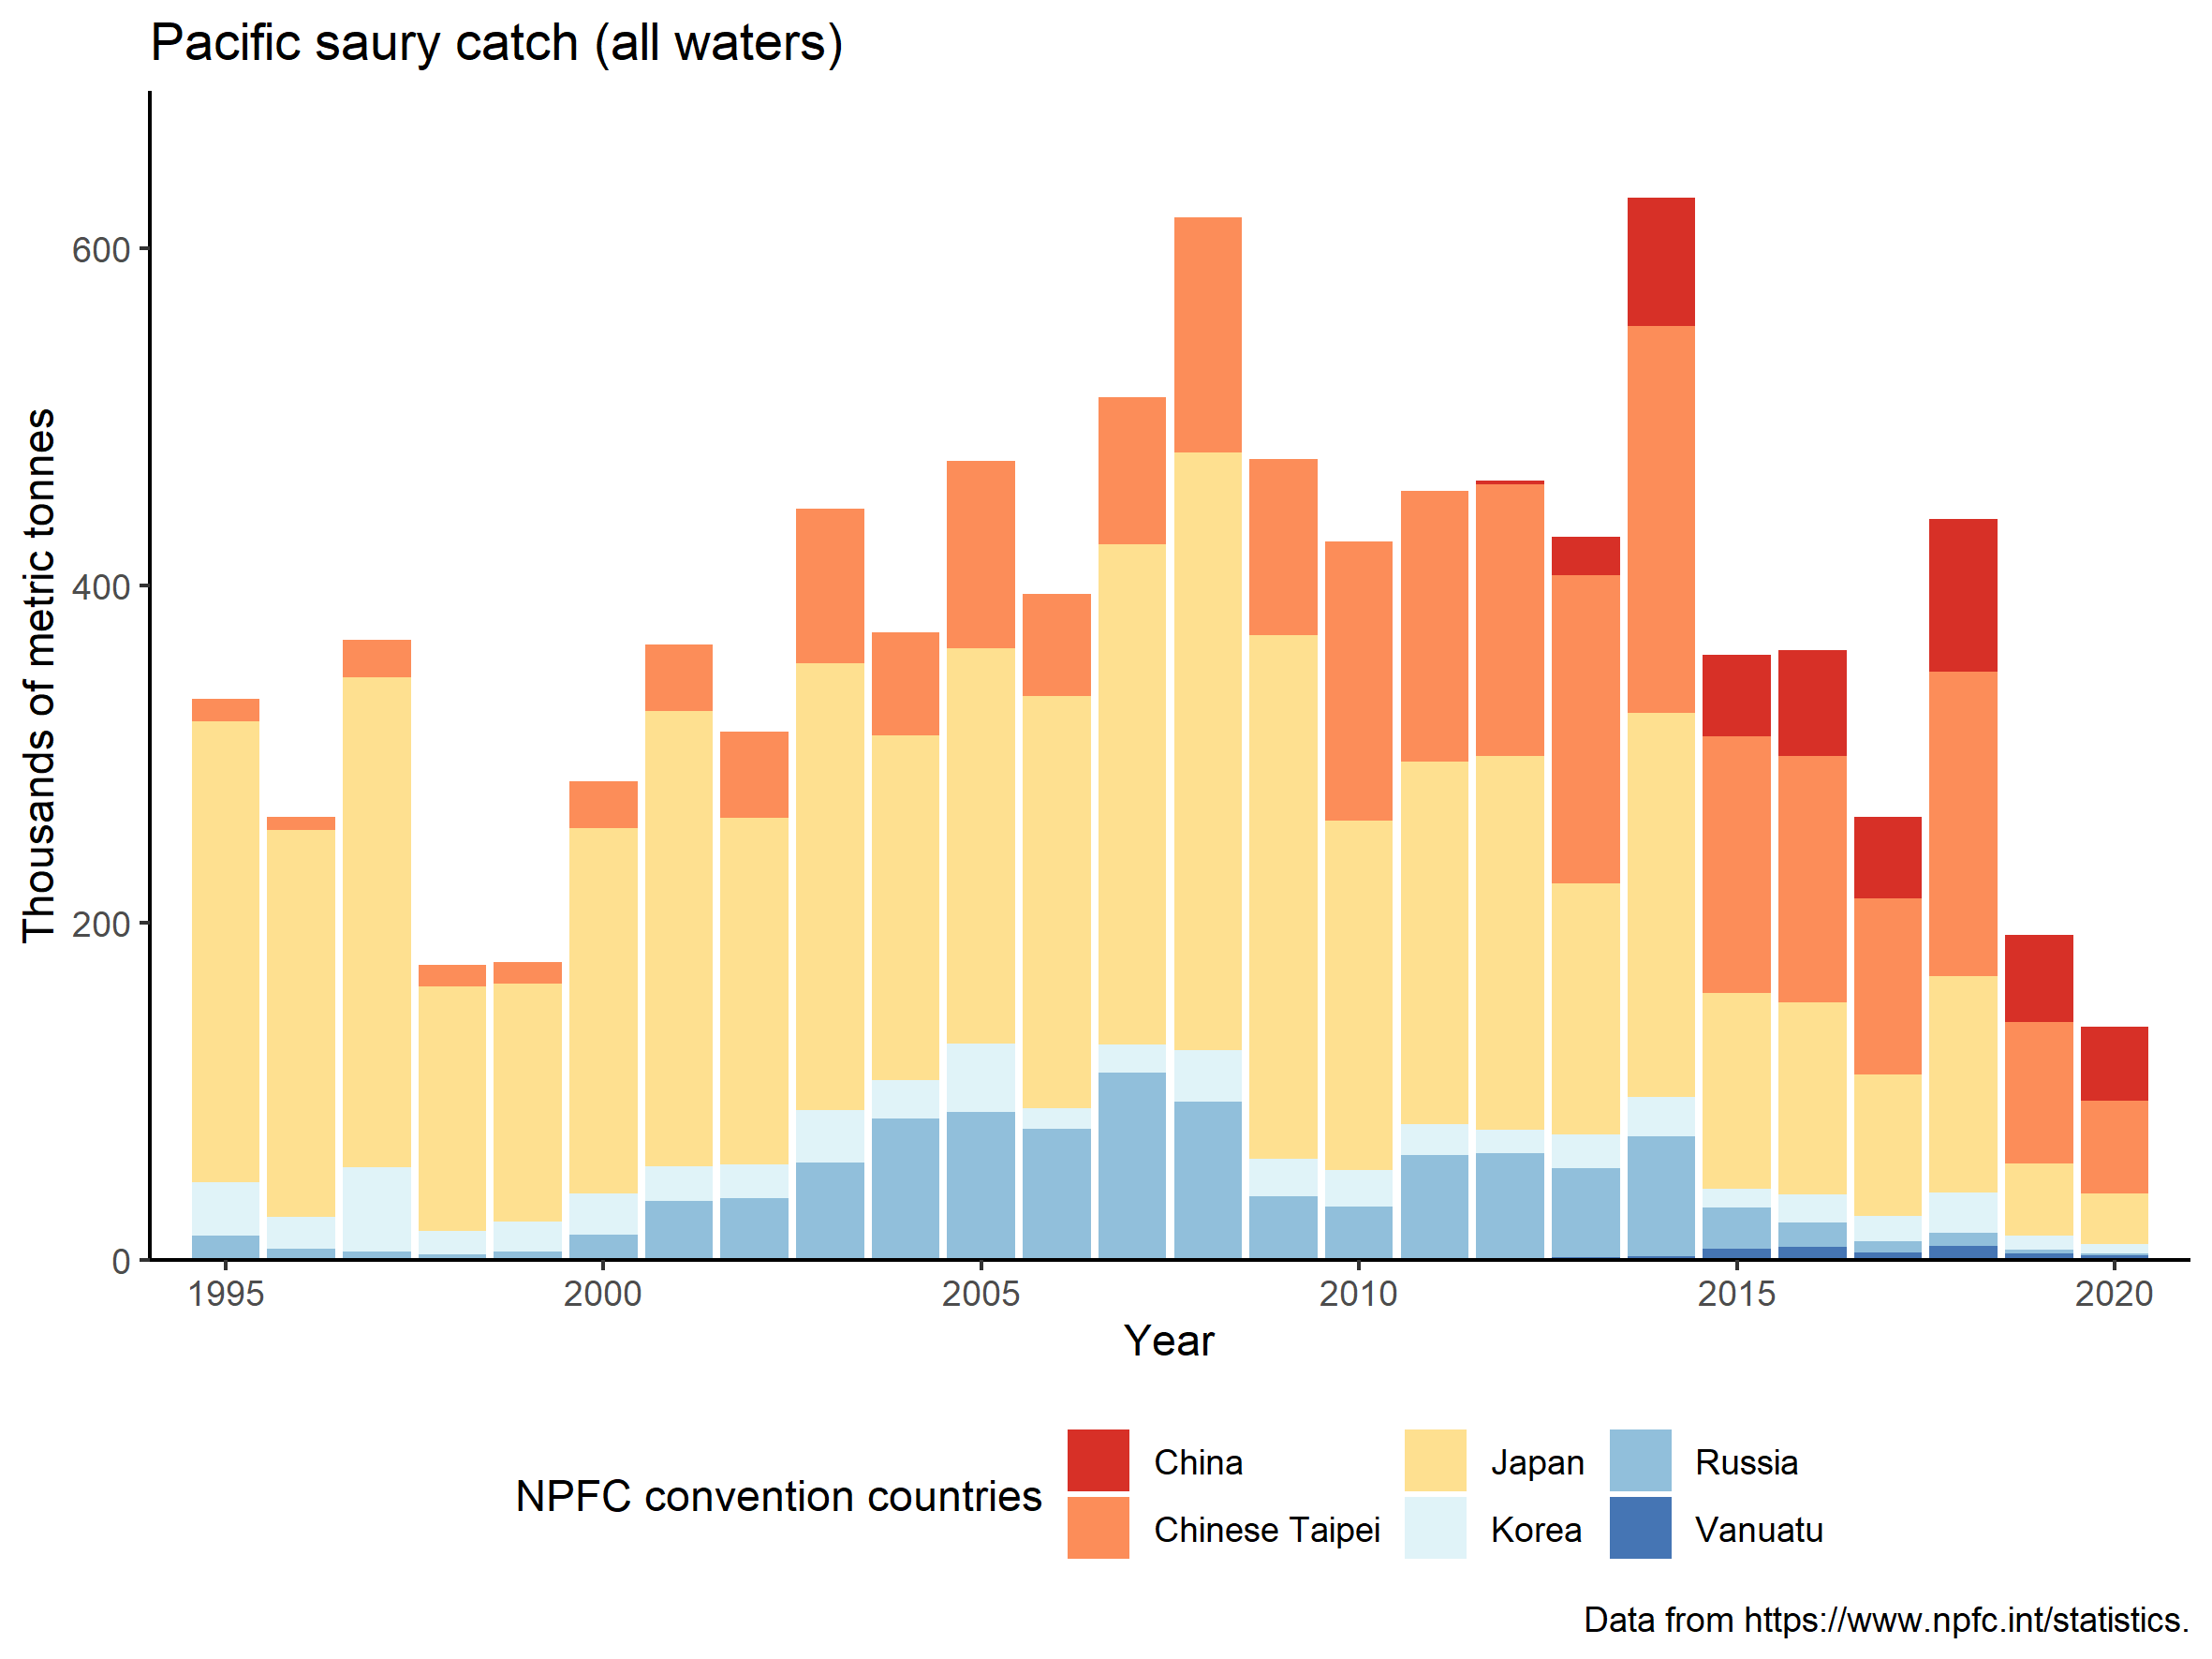 Pacific saury catch (all waters)
Thousands of metric tonnes
600
400
200
0
1995 2000 2005 2010 2015 2020
Year
NPFC convention countries
China Japan Russia
Chinese Taipei Korea Vanuatu
Data from https://www.npfc.int/statistics.